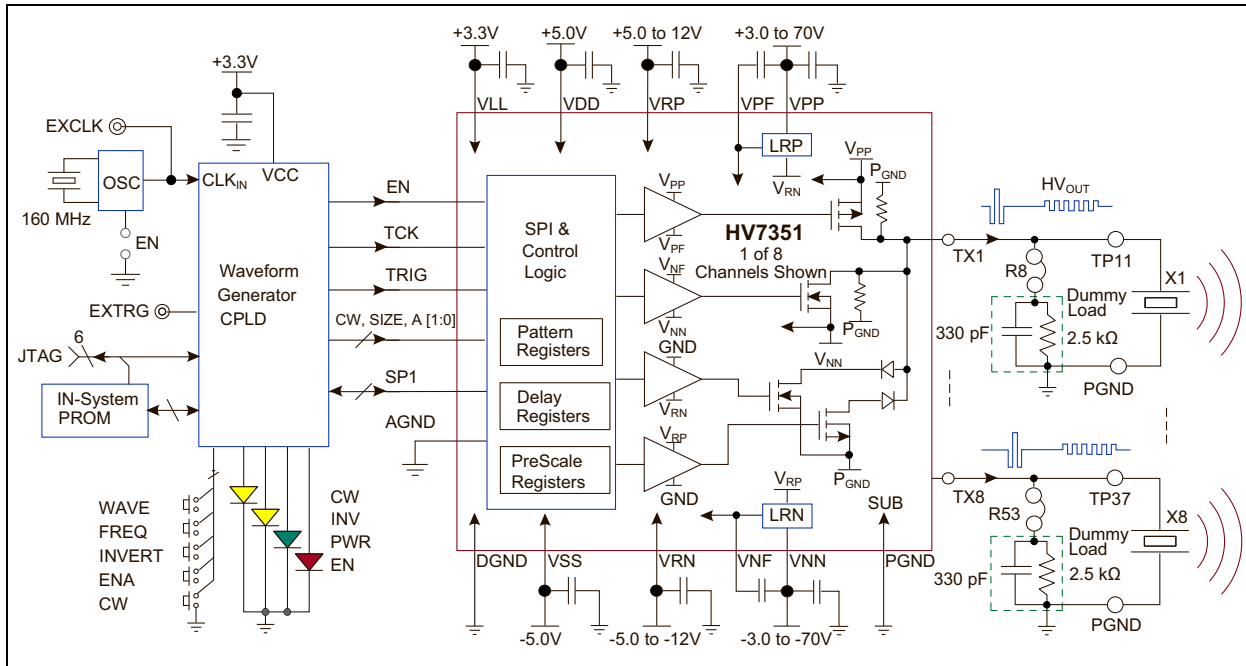 +3.3V
+5.0V
+5.0 to 12V
+3.0 to 70V
+3.3V
EXCLK
VLL
VDD
VRP
VPF
VPP
OSC
CLKIN
VCC
160 MHz
EN
Waveform
Generator
CPLD
EXTRG
6
JTAG
IN-System
PROM
EN
TCK
TRIG
CW, SIZE, A [1:0]
SP1
AGND
SPI &
Control
Logic
Pattern
Registers
Delay
Registers
PreScale
Registers
VPP
VPF
VNF
VNN
GND
VRN
VRP
GND
LRP
VRN
VPP
PGND
HV7351
1 of 8
Channels Shown
PGND
VNN
PGND
VRP
LRN
SUB
HVOUT
TX1
TP11
R8
X1
Dummy
Load
330 pF
2.5 kΩ
PGND
TX8
TP37
R53
X8
Dummy
Load
330 pF
2.5 kΩ
PGND
WAVE
FREQ
INVERT
ENA
CW
CW
INV
PWR
EN
DGND
VSS
VRN
VNF
VNN
PGND
-5.0V
-5.0 to -12V
-3.0 to -70V